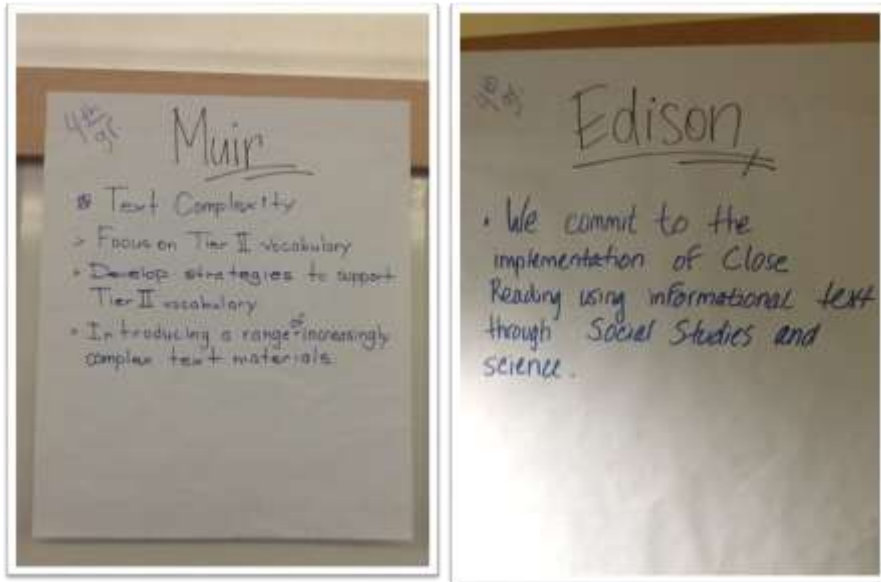 4th gr
Muir
Text Complexity
> Focus on Tier II vocabulary
• Develop strategies to support
Tier II vocabulary
• Introducing a range of increasingly
complex text materials
Edison
• We commit to the
implementation of Close
Reading using informational text
through Social Studies and
science.